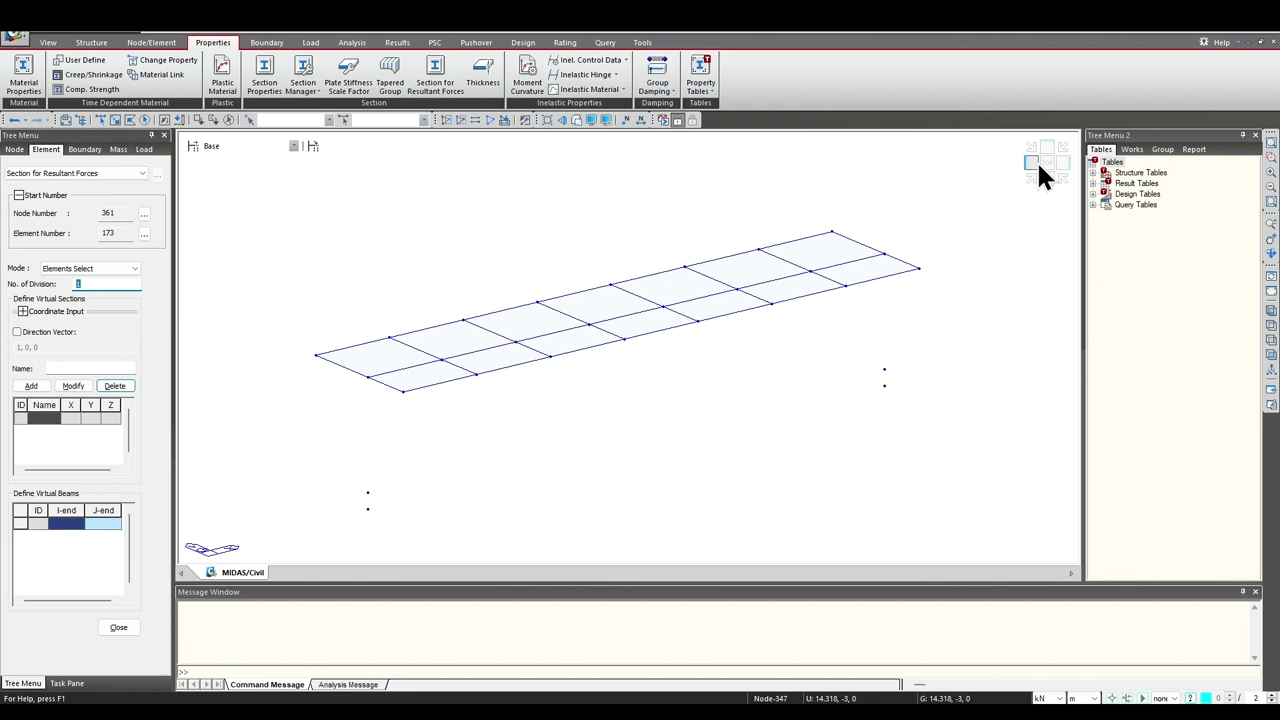 View Structure Node/Element Properties Boundary Load Analysis Results PSC Pushover Design Rating Query Tools Help
User Define Change Property Inel. Control Data
Creep/Shrinkage Material Link Inelastic Hinge
Comp. Strength Inelastic Material
Material Properties Plastic Material Section Properties Section Manager Plate Stiffness Scale Factor Tapered Group Section for Resultant Forces Thickness Moment Curvature Group Damping Property Tables
Material Time Dependent Material Plastic Section Inelastic Properties Damping Tables
Tree Menu
Node Element Boundary Mass Load
Section for Resultant Forces
...
Start Number
Node Number : 361 ...
Element Number : 173 ...
Mode : Elements Select
No. of Division: 1
Define Virtual Sections
Coordinate Input
Direction Vector:
1, 0, 0
Name:
Add Modify Delete
ID Name X Y Z
Define Virtual Beams
ID I-end J-end
Close
Tree Menu Task Pane
Base
TOP
MIDAS/Civil
Tree Menu 2
Tables Works Group Report
Tables
Structure Tables
Result Tables
Design Tables
Query Tables
Message Window
>>
Command Message Analysis Message
For Help, press F1 Node-347 U: 14.318, -3, 0 G: 14.318, -3, 0 kN m none ? 0 / 2